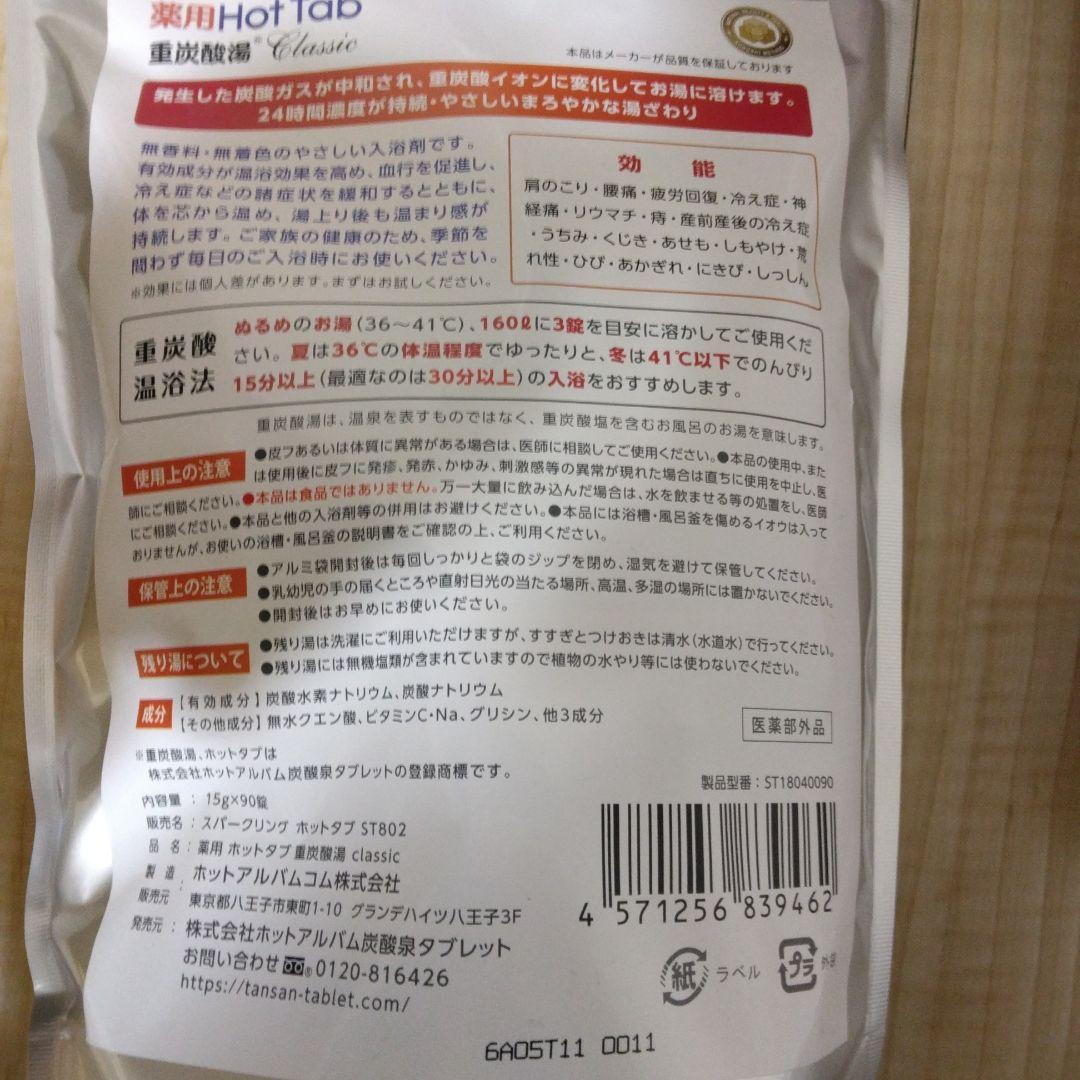 薬用Hot Tab
重炭酸湯® Classic
本品はメーカーが品質を保証しております
発生した炭酸ガスが中和され、重炭酸イオンに変化してお湯に溶けます。
24時間濃度が持続・やさしいまろやかな湯ざわり
無香料・無着色のやさしい入浴剤です。
有効成分が温浴効果を高め、血行を促進し、
冷え症などの諸症状を緩和するとともに、
体を芯から温め、湯上り後も温まり感が
持続します。ご家族の健康のため、季節を
問わず毎日のご入浴時にお使いください。
※効果には個人差があります。まずはお試しください。
効能
肩のこり・腰痛・疲労回復・冷え症・神
経痛・リウマチ・痔・産前産後の冷え症
・うちみ・くじき・あせも・しもやけ・荒
れ性・ひび・あかぎれ・にきび・しっしん
重炭酸
温浴法
ぬるめのお湯(36～41℃)、160ℓに3錠を目安に溶かしてご使用くだ
さい。夏は36℃の体温程度でゆったりと、冬は41℃以下でのんびり
15分以上(最適なのは30分以上)の入浴をおすすめします。
重炭酸湯は、温泉を表すものではなく、重炭酸塩を含むお風呂のお湯を意味します。
使用上の注意
●皮フあるいは体質に異常がある場合は、医師に相談してご使用ください。●本品の使用中、また
は使用後に皮フに発疹、発赤、かゆみ、刺激感等の異常が現れた場合は直ちに使用を中止し、医
師にご相談ください。●本品は食品ではありません。万一大量に飲み込んだ場合は、水を飲ませる等の処置をし、医師
にご相談ください。●本品と他の入浴剤等の併用はお避けください。●本品には浴槽・風呂釜を傷めるイオウは入って
おりませんが、お使いの浴槽・風呂釜の説明書をご確認の上、ご利用ください。
保管上の注意
●アルミ袋開封後は毎回しっかりと袋のジップを閉め、湿気を避けて保管してください。
●乳幼児の手の届くところや直射日光の当たる場所、高温、多湿の場所には置かないでください。
●開封後はお早めにお使いください。
残り湯について
●残り湯は洗濯にご利用いただけますが、すすぎとつけおきは清水(水道水)で行ってください。
●残り湯には無機塩類が含まれていますので植物の水やり等には使わないでください。
成分
【有効成分】炭酸水素ナトリウム、炭酸ナトリウム
【その他成分】無水クエン酸、ビタミンC・Na、グリシン、他3成分
医薬部外品
※重炭酸湯、ホットタブは
株式会社ホットアルバム炭酸泉タブレットの登録商標です。
製品型番：ST18040090
内容量：15g×90錠
販売名：スパークリング ホットタブ ST802
品名：薬用 ホットタブ 重炭酸湯 classic
製造販売元：ホットアルバムコム株式会社
東京都八王子市東町1-10 グランデハイツ八王子3F
発売元：株式会社ホットアルバム炭酸泉タブレット
お問い合わせ 0120-816426
https://tansan-tablet.com/
4 571256 839462
紙 ラベル
プラ 外袋
6A05T11 0011